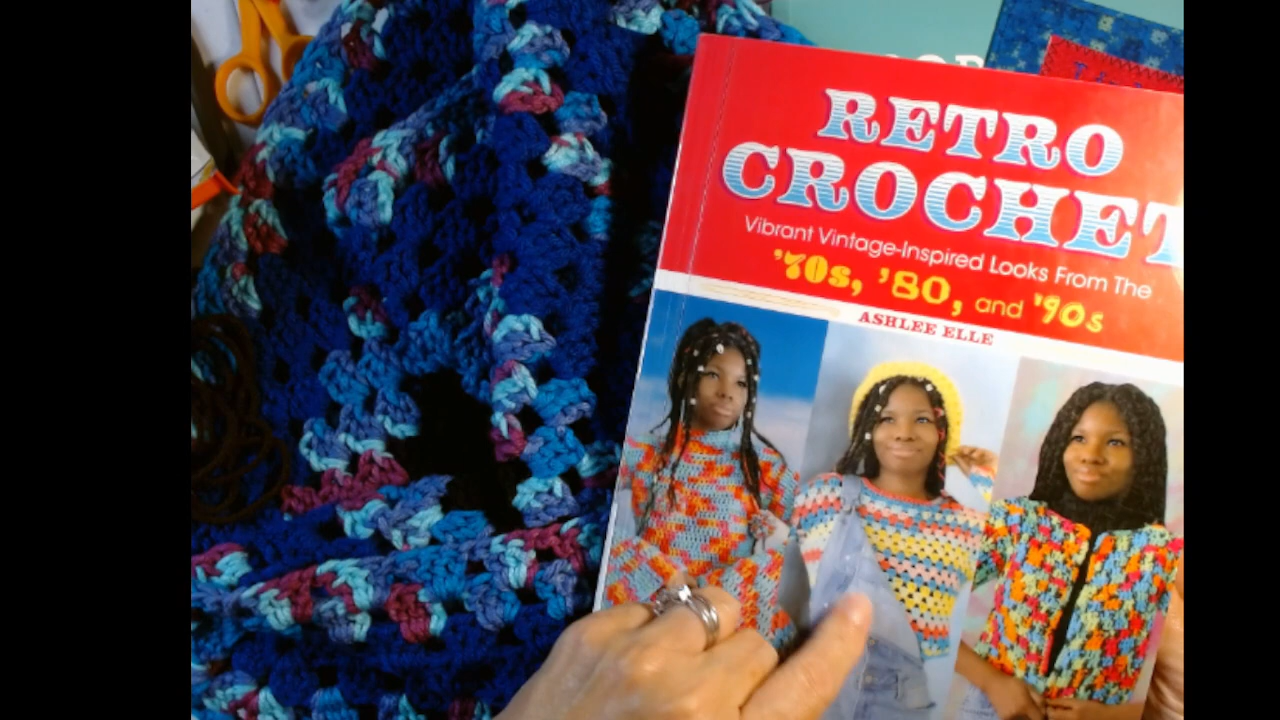 RETRO
CROCHET
Vibrant Vintage-Inspired Looks From The
'70s, '80, and '90s
ASHLEE ELLE